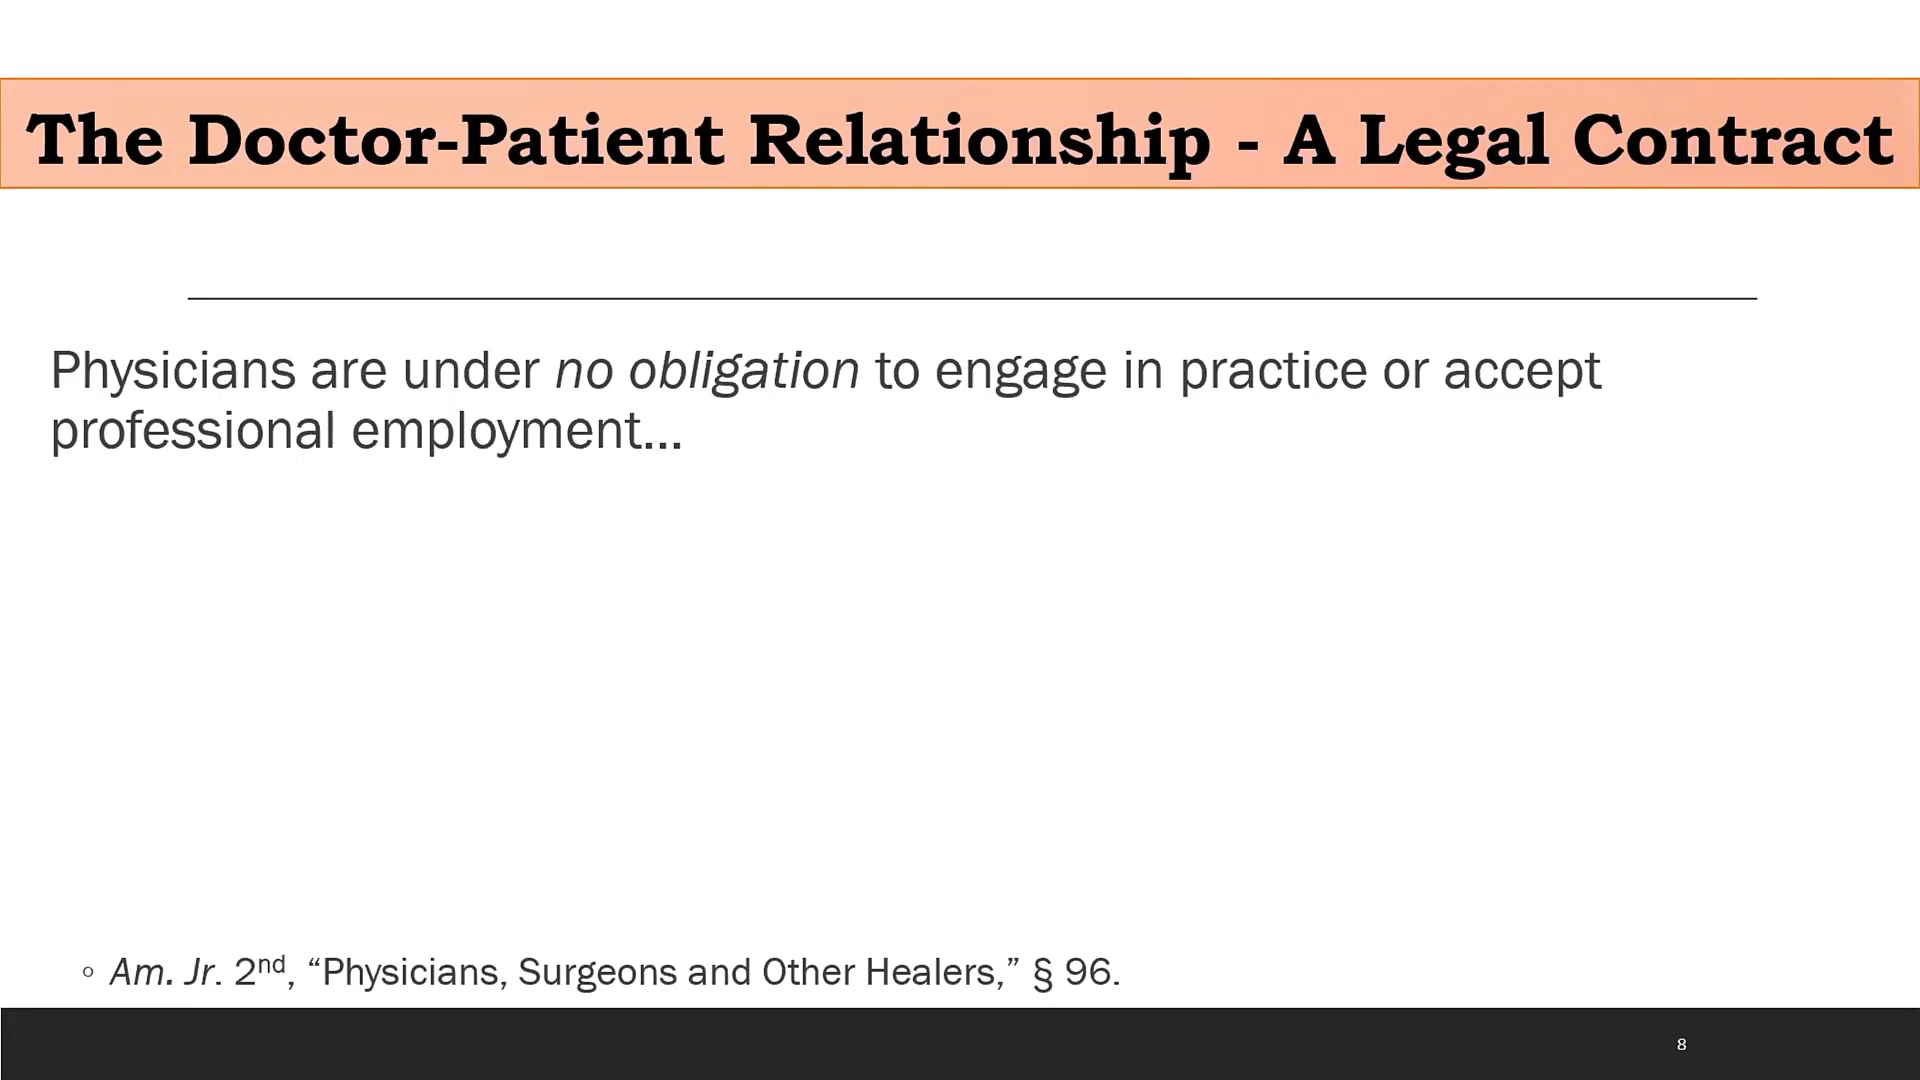 The Doctor-Patient Relationship - A Legal Contract
Physicians are under no obligation to engage in practice or accept
professional employment…
◦ Am. Jr. 2nd, “Physicians, Surgeons and Other Healers,” § 96.
8